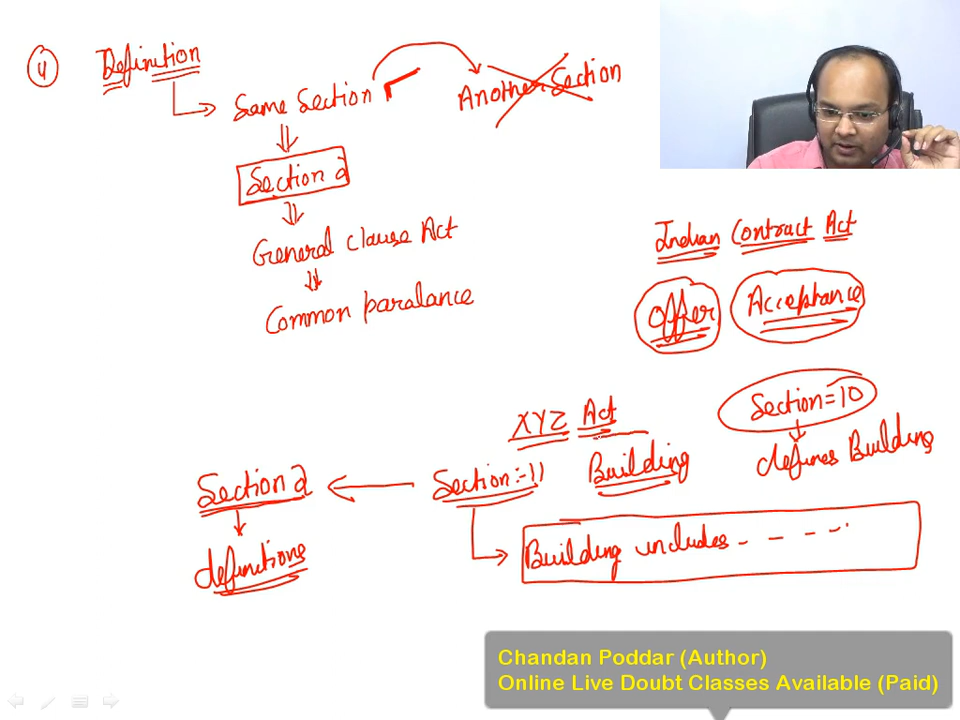 4 Definition
Same Section
Another Section
Section 2
General clause Act
Common paralance
Indian Contract Act
Offer Acceptance
Section=10
defines Building
XYZ Act
Section:-11 Building
Section 2
definitions
Building includes - - - -
Chandan Poddar (Author)
Online Live Doubt Classes Available (Paid)